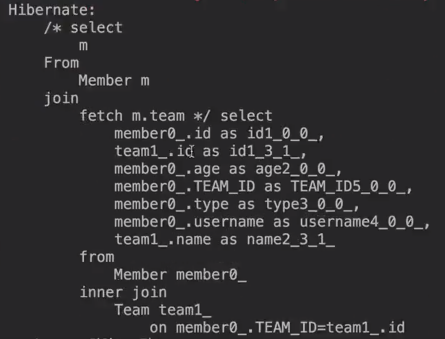 Hibernate:
/* select
m
From
Member m
join
fetch m.team */ select
member0_.id as id1_0_0_,
team1_.id as id1_3_1_,
member0_.age as age2_0_0_,
member0_.TEAM_ID as TEAM_ID5_0_0_,
member0_.type as type3_0_0_,
member0_.username as username4_0_0_,
team1_.name as name2_3_1_
from
Member member0_
inner join
Team team1_
on member0_.TEAM_ID=team1_.id